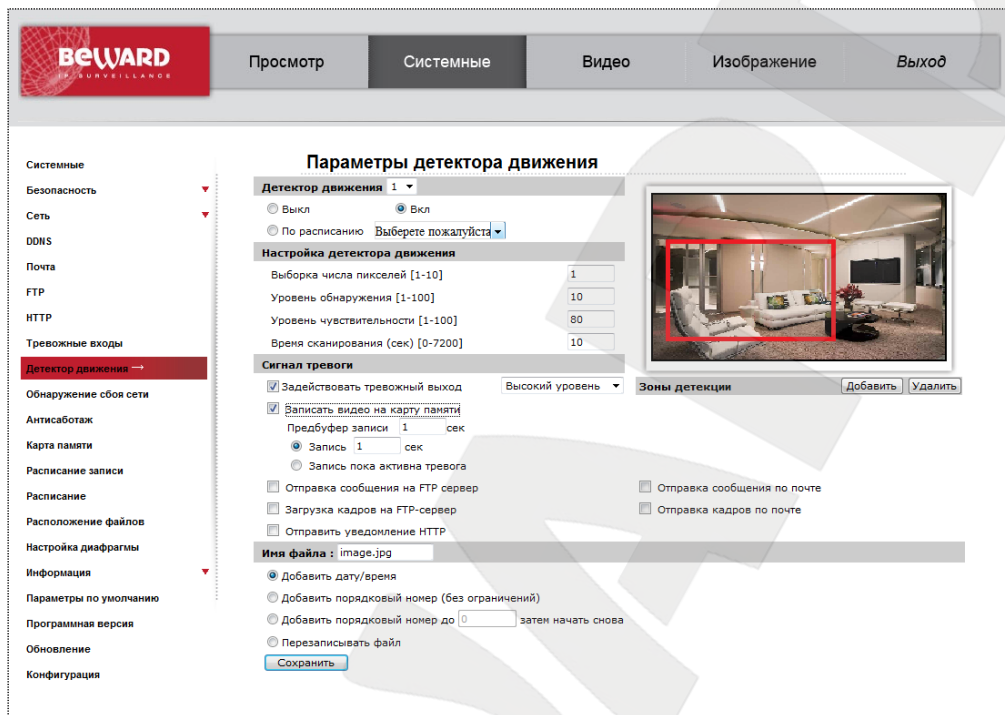 BEWARD
IP SURVEILLANCE
Просмотр
Системные
Видео
Изображение
Выход
Системные
Безопасность
Сеть
DDNS
Почта
FTP
HTTP
Тревожные входы
Детектор движения →
Обнаружение сбоя сети
Антисаботаж
Карта памяти
Расписание записи
Расписание
Расположение файлов
Настройка диафрагмы
Информация
Параметры по умолчанию
Программная версия
Обновление
Конфигурация
Параметры детектора движения
Детектор движения 1
Выкл Вкл
По расписанию Выберете пожалуйста
Настройка детектора движения
Выборка числа пикселей [1-10] 1
Уровень обнаружения [1-100] 10
Уровень чувствительности [1-100] 80
Время сканирования (сек) [0-7200] 10
Сигнал тревоги
Задействовать тревожный выход Высокий уровень
Зоны детекции Добавить Удалить
Записать видео на карту памяти
Предбуфер записи 1 сек
Запись 1 сек
Запись пока активна тревога
Отправка сообщения на FTP сервер Отправка сообщения по почте
Загрузка кадров на FTP-сервер Отправка кадров по почте
Отправить уведомление HTTP
Имя файла : image.jpg
Добавить дату/время
Добавить порядковый номер (без ограничений)
Добавить порядковый номер до 0 затем начать снова
Перезаписывать файл
Сохранить